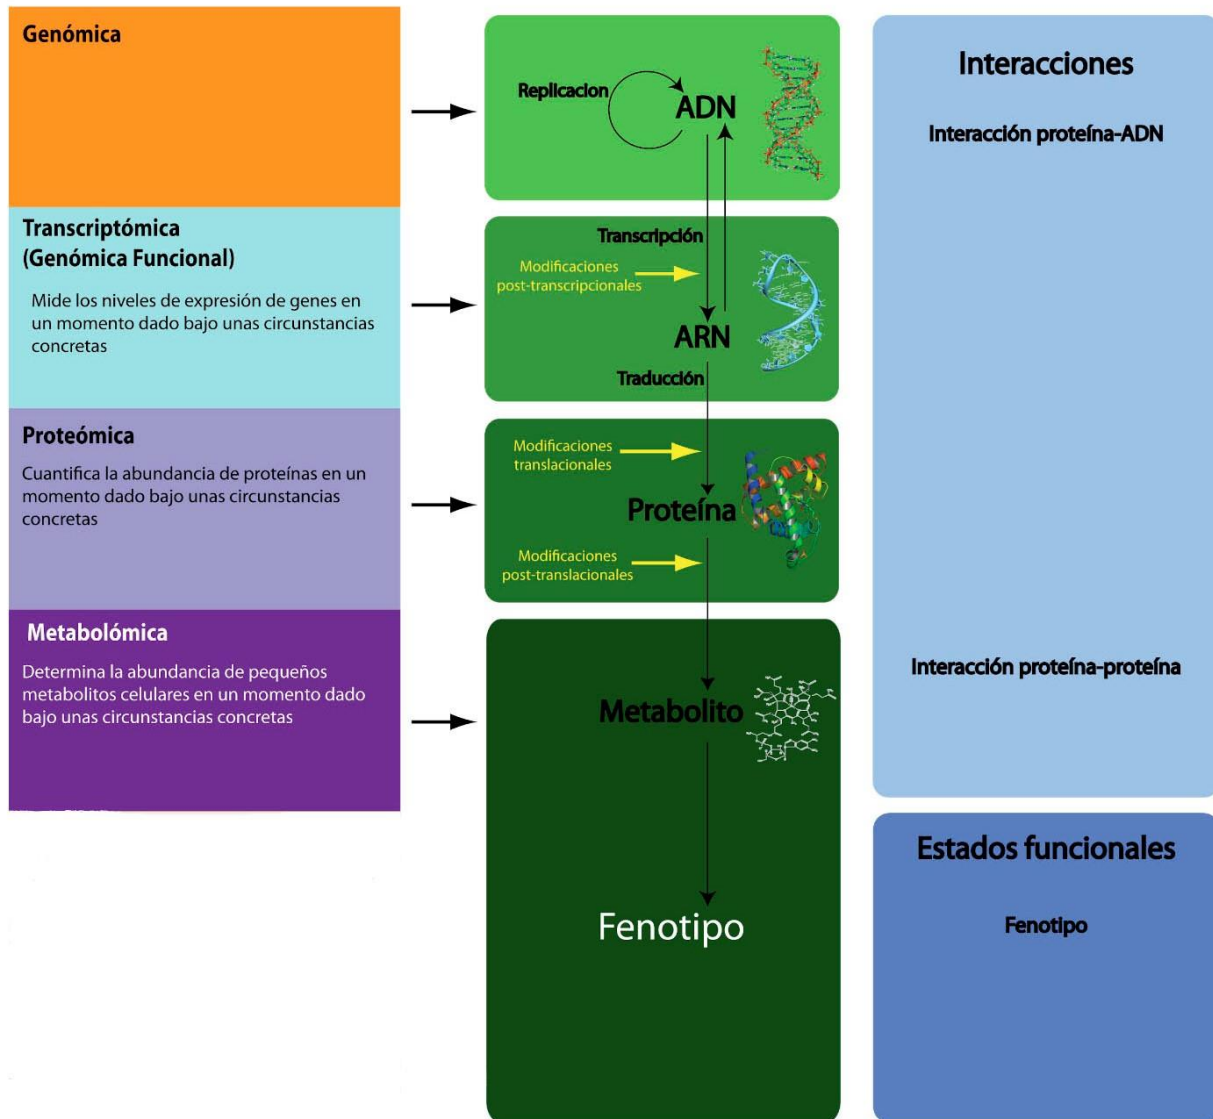 Genómica
Transcriptómica
(Genómica Funcional)
Mide los niveles de expresión de genes en
un momento dado bajo unas circunstancias
concretas
Proteómica
Cuantifica la abundancia de proteínas en un
momento dado bajo unas circunstancias
concretas
Metabolómica
Determina la abundancia de pequeños
metabolitos celulares en un momento dado
bajo unas circunstancias concretas
Replicacion
ADN
Transcripción
Modificaciones
post-transcripcionales
ARN
Traducción
Modificaciones
translacionales
Proteína
Modificaciones
post-translacionales
Metabolito
Fenotipo
Interacciones
Interacción proteína-ADN
Interacción proteína-proteína
Estados funcionales
Fenotipo